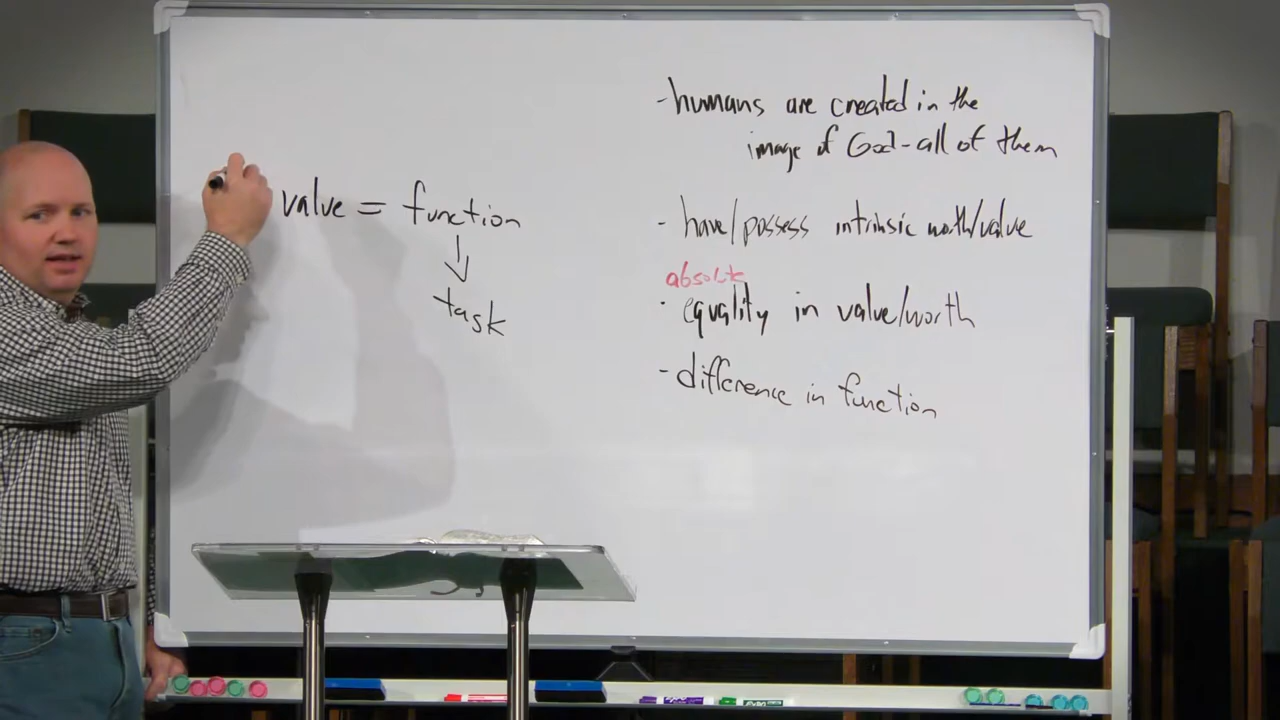 value = function
task
- humans are created in the
image of God - all of them
- have/possess intrinsic worth/value
absolute
- equality in value/worth
- difference in function